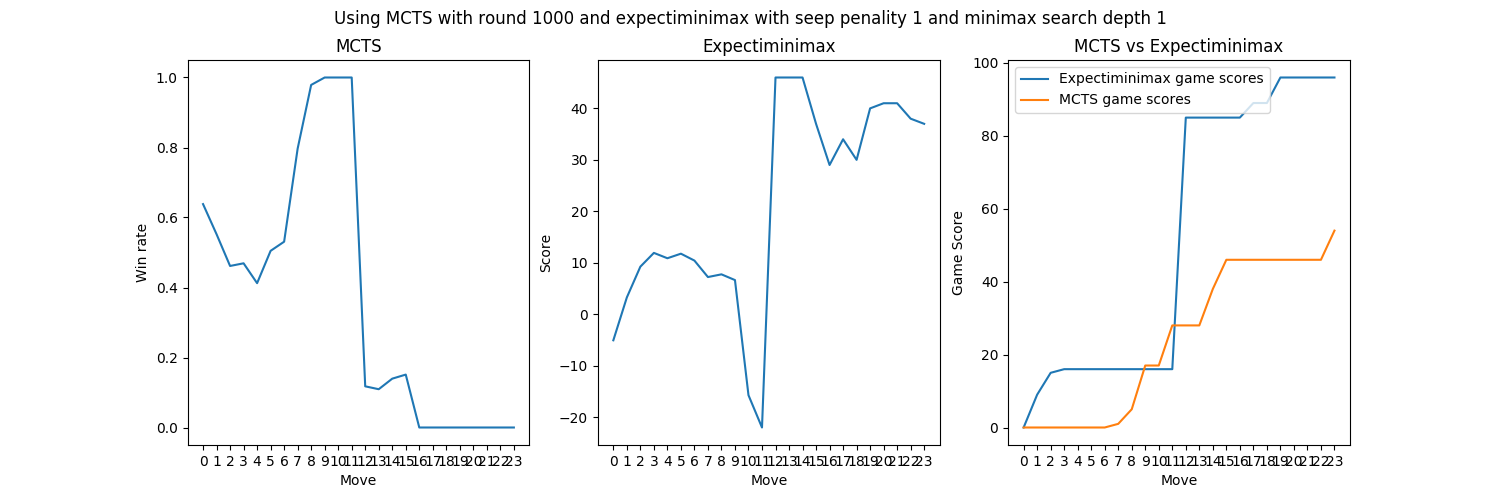 Using MCTS with round 1000 and expectiminimax with seep penality 1 and minimax search depth 1
MCTS
Win rate
1.0
0.8
0.6
0.4
0.2
0.0
0 1 2 3 4 5 6 7 8 9 10 11 12 13 14 15 16 17 18 19 20 21 22 23
Move
Expectiminimax
Score
40
30
20
10
0
−10
−20
0 1 2 3 4 5 6 7 8 9 10 11 12 13 14 15 16 17 18 19 20 21 22 23
Move
MCTS vs Expectiminimax
Expectiminimax game scores
MCTS game scores
Game Score
100
80
60
40
20
0
0 1 2 3 4 5 6 7 8 9 10 11 12 13 14 15 16 17 18 19 20 21 22 23
Move